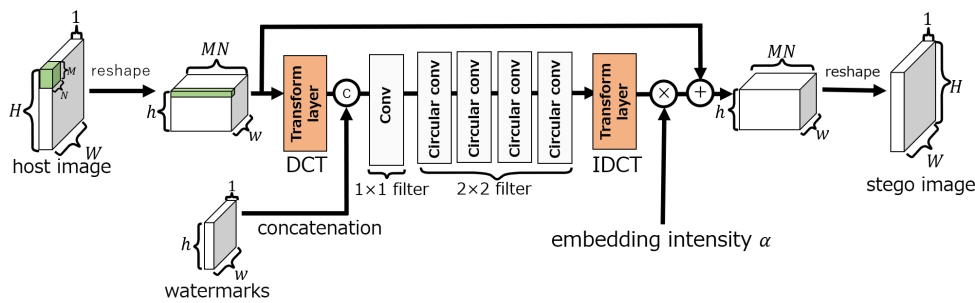 1
M
N
H
W
host image
reshape
MN
h
w
Transform layer
DCT
C
Conv
1×1 filter
Circular conv
Circular conv
Circular conv
Circular conv
2×2 filter
Transform layer
IDCT
×
+
MN
h
w
reshape
1
H
W
stego image
1
h
w
watermarks
concatenation
embedding intensity α